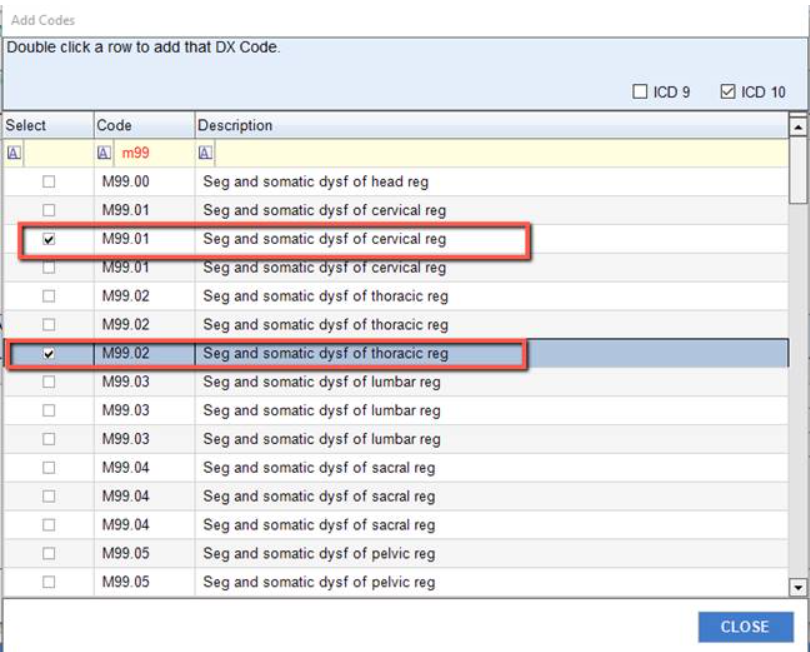 Add Codes
Double click a row to add that DX Code.
ICD 9 ICD 10
Select Code Description
A A m99 A
M99.00 Seg and somatic dysf of head reg
M99.01 Seg and somatic dysf of cervical reg
M99.01 Seg and somatic dysf of cervical reg
M99.01 Seg and somatic dysf of cervical reg
M99.02 Seg and somatic dysf of thoracic reg
M99.02 Seg and somatic dysf of thoracic reg
M99.02 Seg and somatic dysf of thoracic reg
M99.03 Seg and somatic dysf of lumbar reg
M99.03 Seg and somatic dysf of lumbar reg
M99.03 Seg and somatic dysf of lumbar reg
M99.04 Seg and somatic dysf of sacral reg
M99.04 Seg and somatic dysf of sacral reg
M99.04 Seg and somatic dysf of sacral reg
M99.05 Seg and somatic dysf of pelvic reg
M99.05 Seg and somatic dysf of pelvic reg
CLOSE